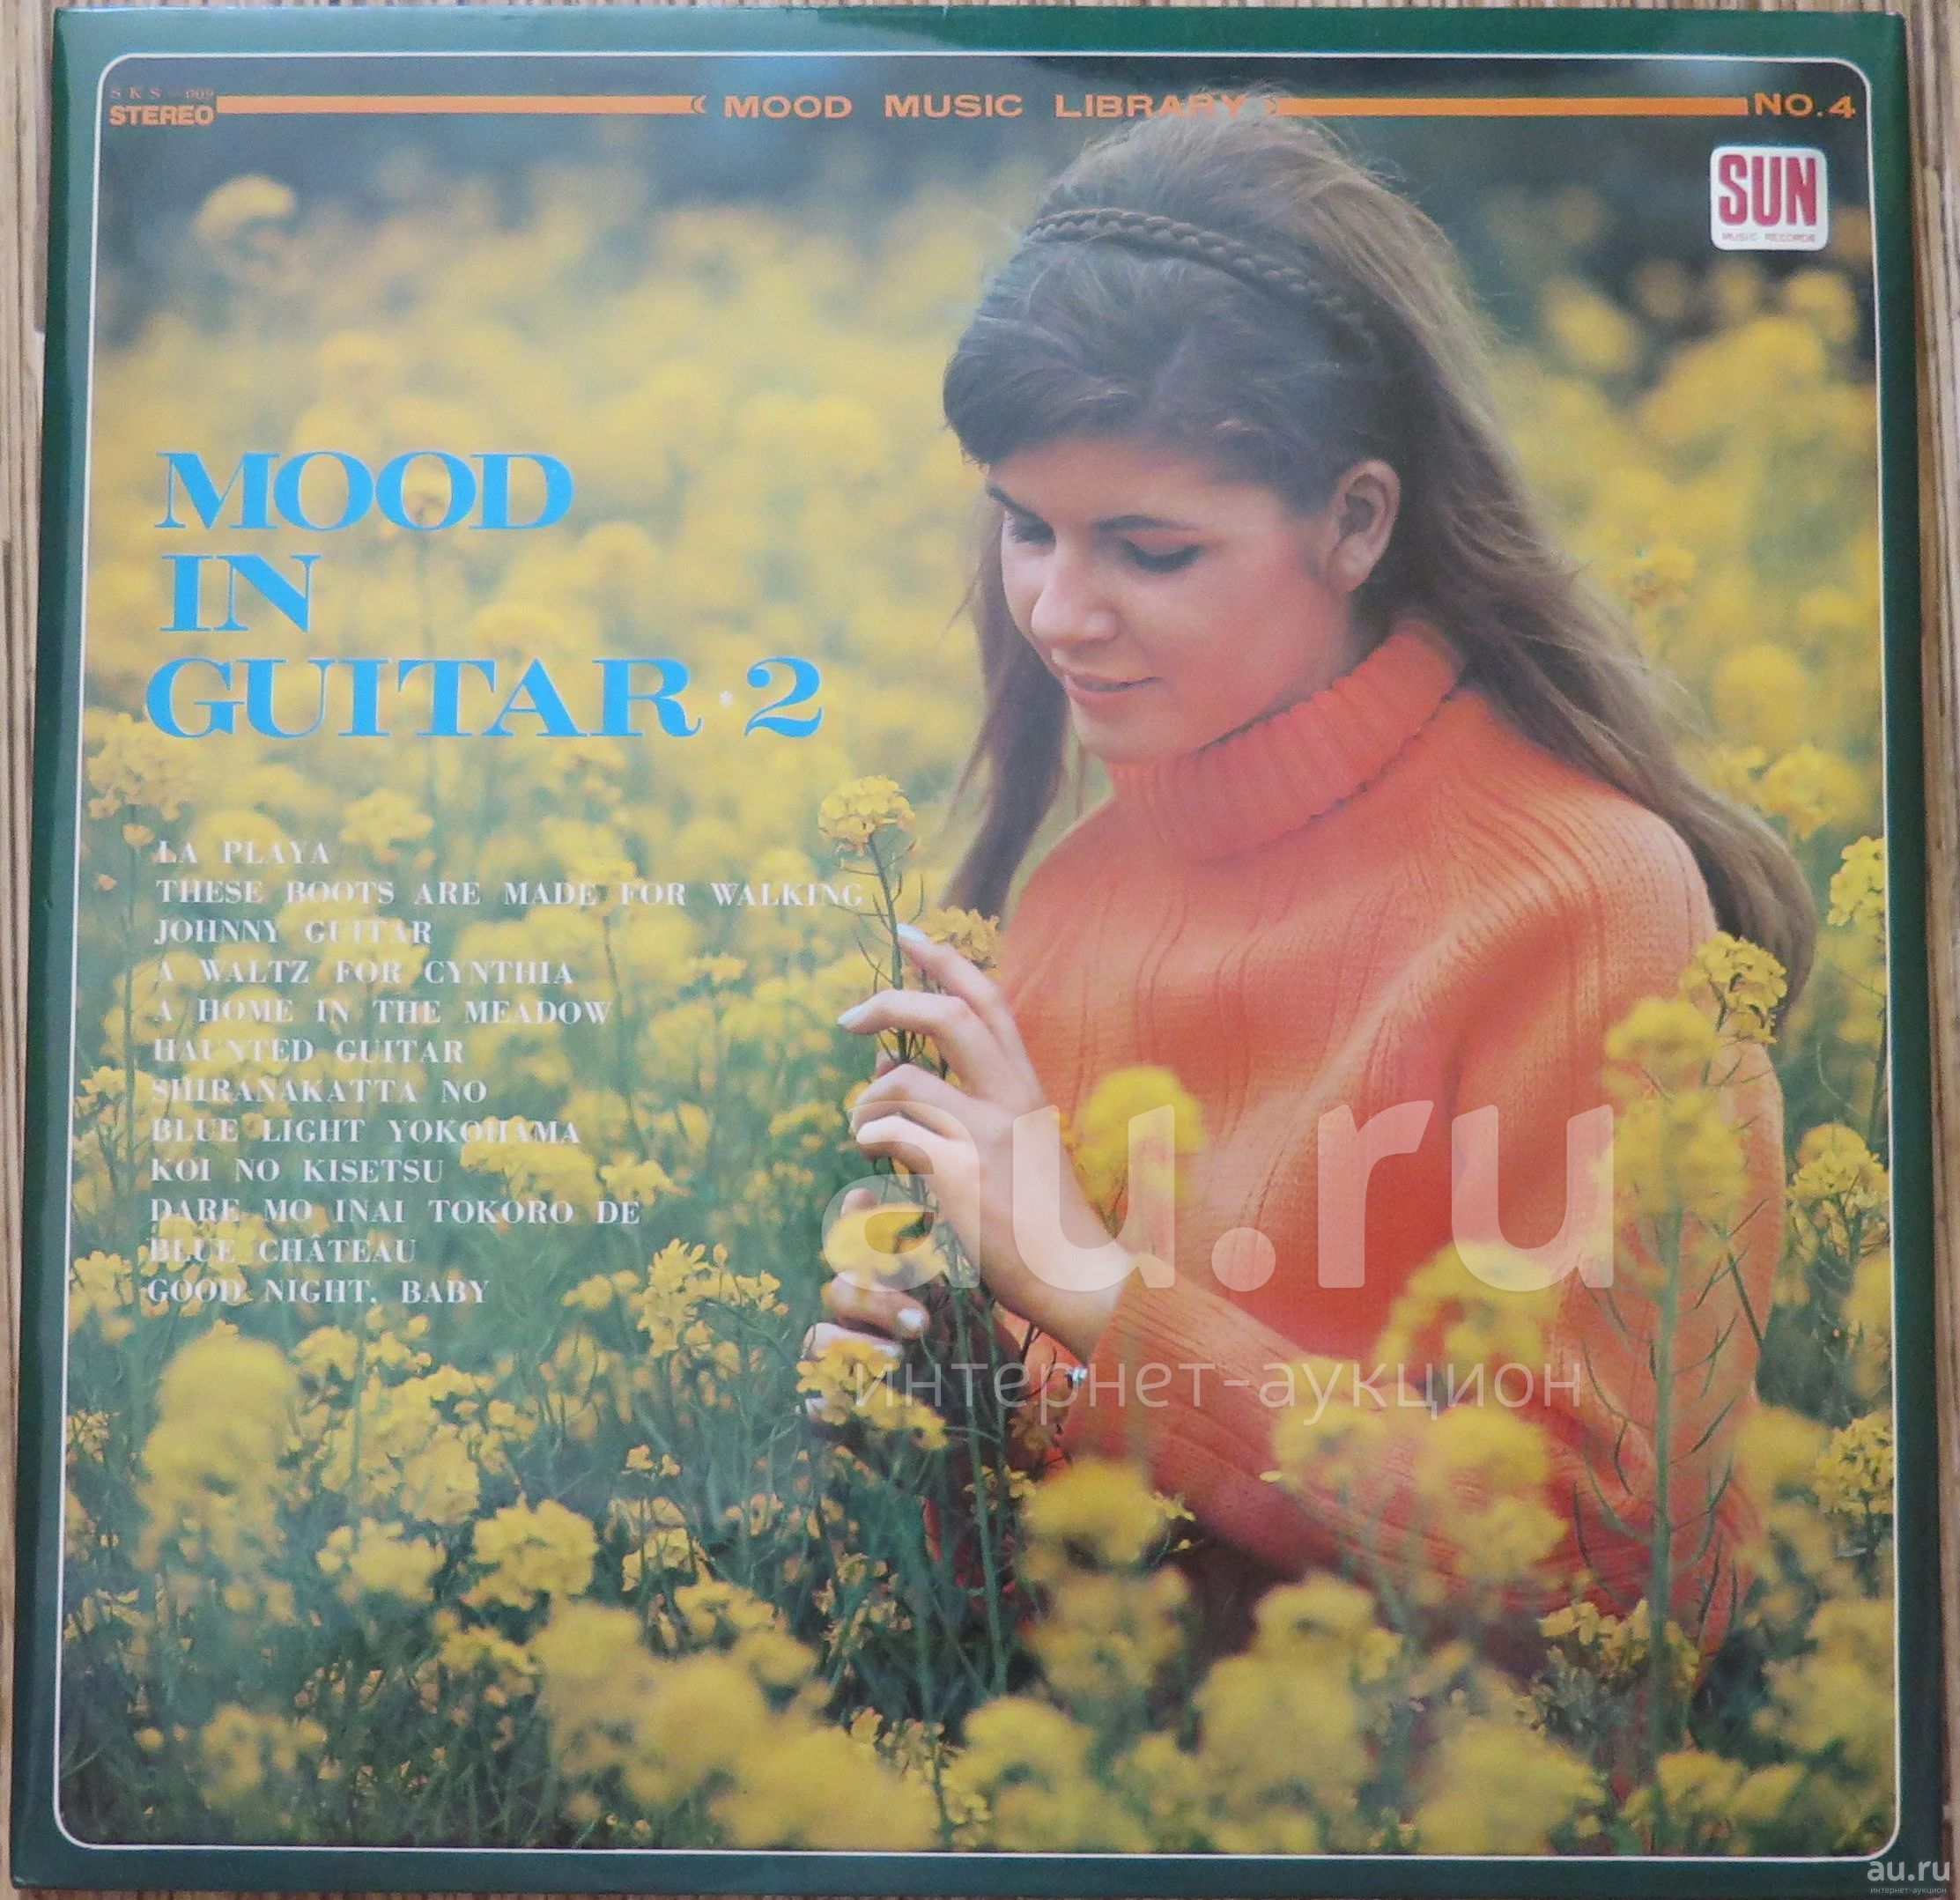 SKS-009
STEREO
MOOD MUSIC LIBRARY
NO.4
SUN
MUSIC RECORDS
MOOD
IN
GUITAR*2
LA PLAYA
THESE BOOTS ARE MADE FOR WALKING
JOHNNY GUITAR
A WALTZ FOR CYNTHIA
A HOME IN THE MEADOW
HAUNTED GUITAR
SHIRANAKATTA NO
BLUE LIGHT YOKOHAMA
KOI NO KISETSU
DARE MO INAI TOKORO DE
BLUE CHÂTEAU
GOOD NIGHT, BABY
au.ru
интернет-аукцион
au.ru
интернет-аукцион